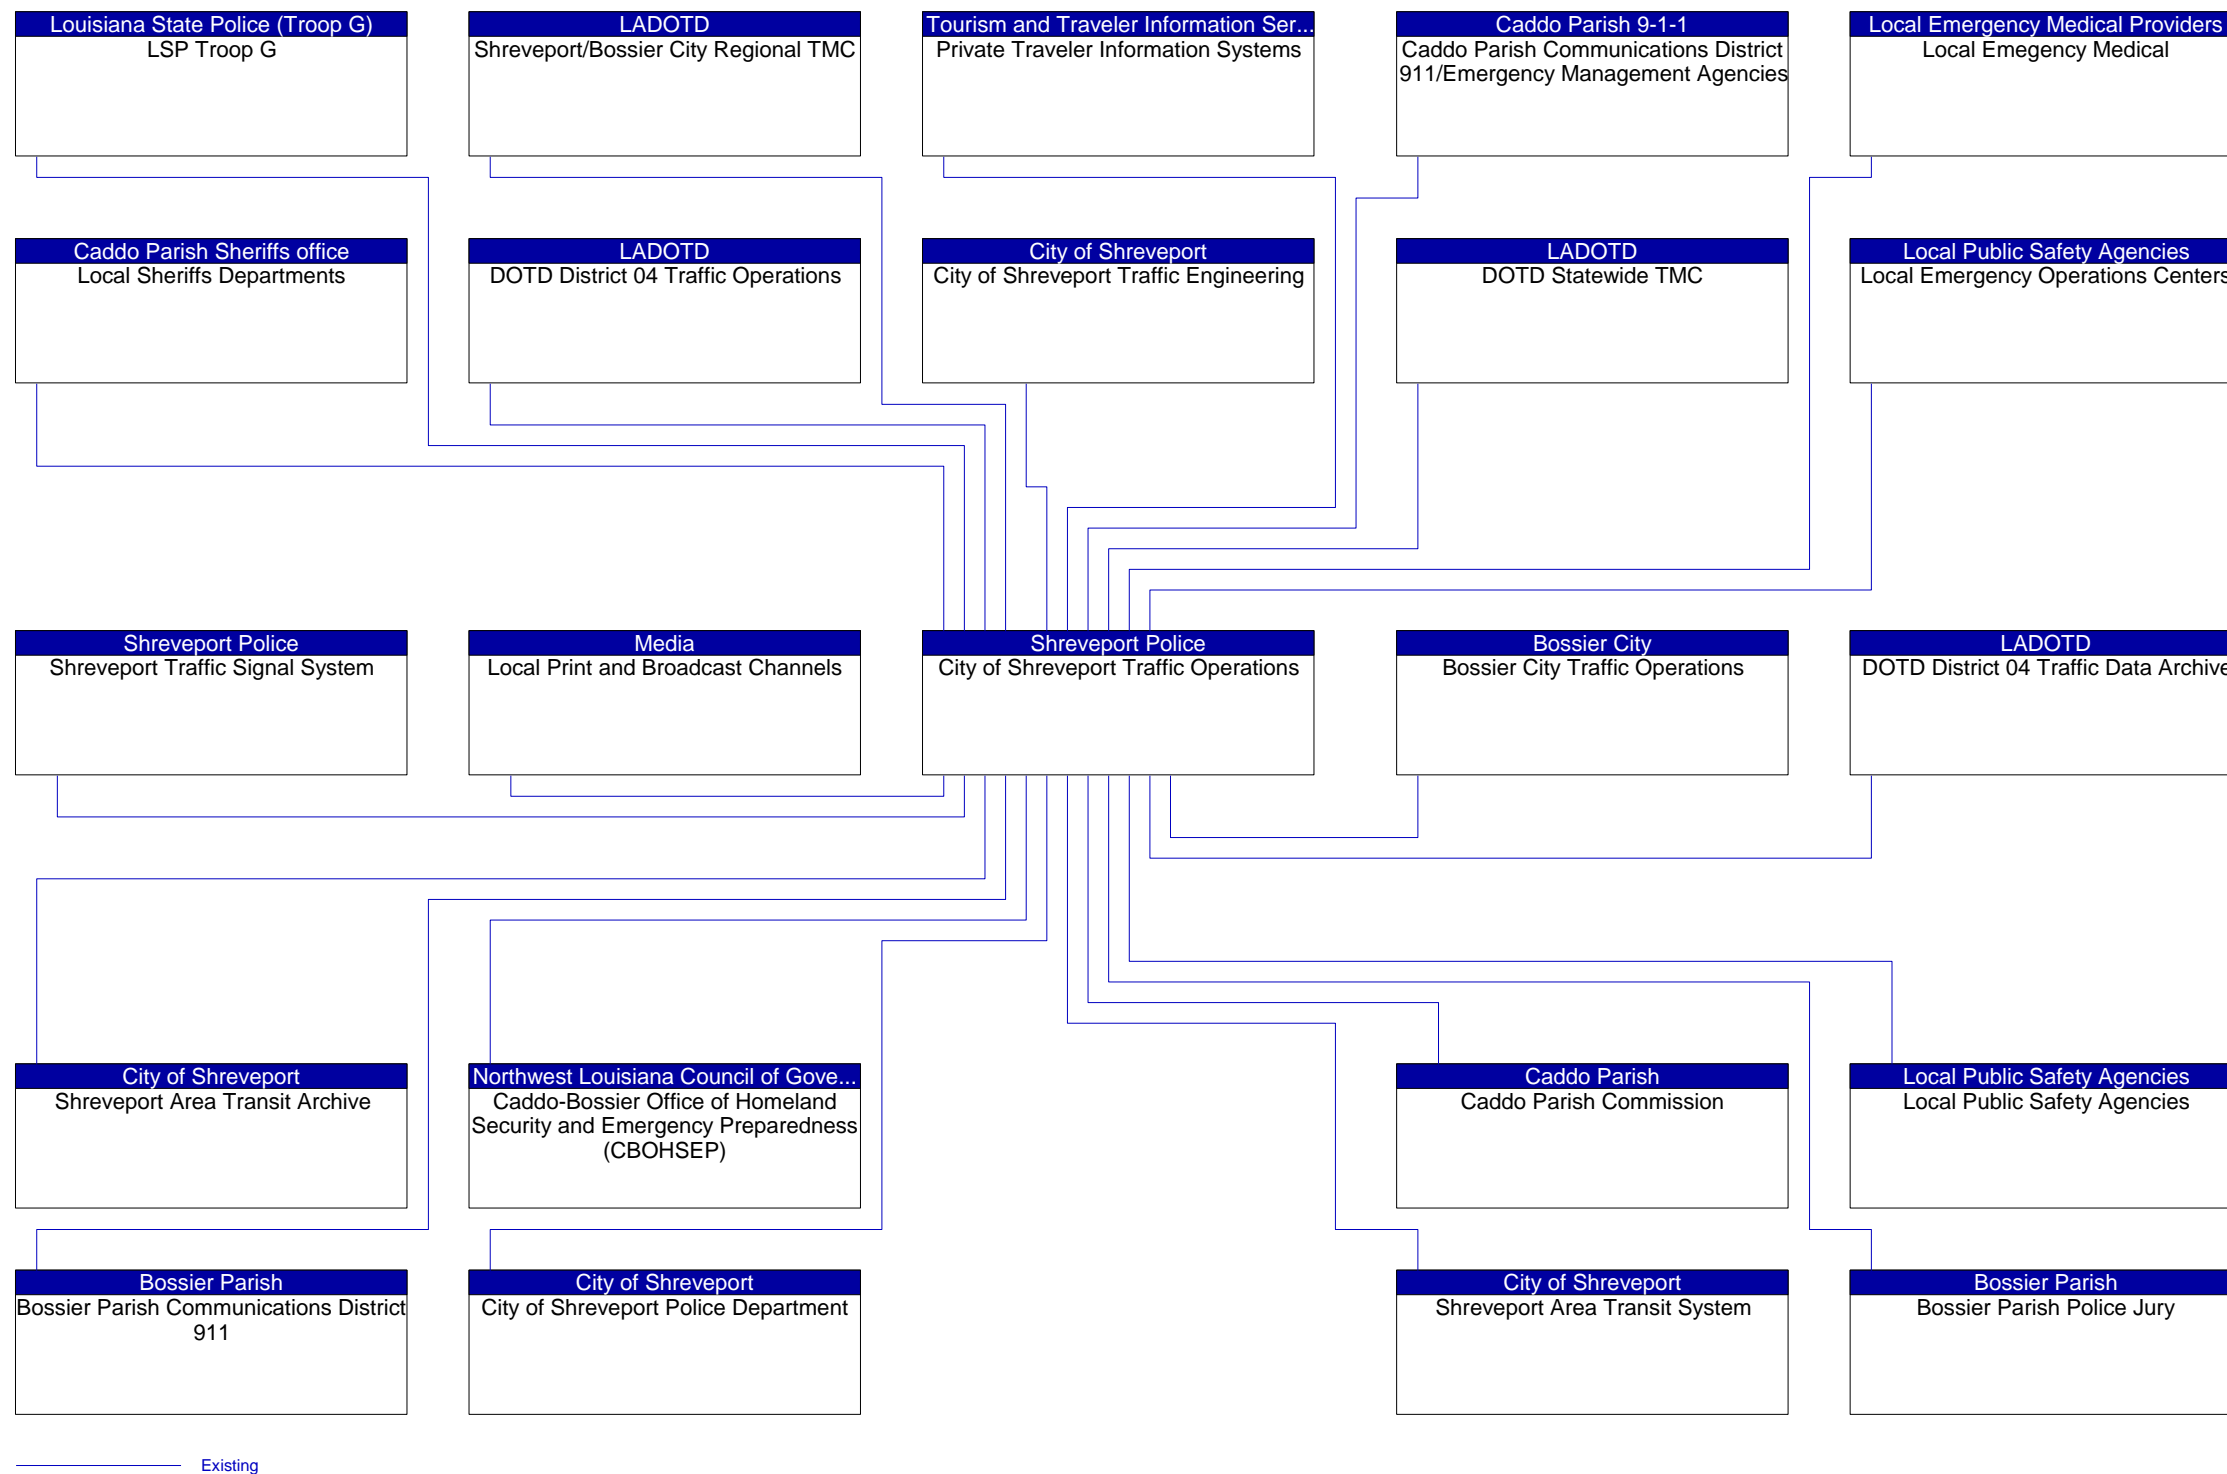 Louisiana State Police (Troop G)
LSP Troop G
LADOTD
Shreveport/Bossier City Regional TMC
Tourism and Traveler Information Ser...
Private Traveler Information Systems
Caddo Parish 9-1-1
Caddo Parish Communications District
911/Emergency Management Agencies
Local Emergency Medical Providers
Local Emegency Medical
Caddo Parish Sheriffs office
Local Sheriffs Departments
LADOTD
DOTD District 04 Traffic Operations
City of Shreveport
City of Shreveport Traffic Engineering
LADOTD
DOTD Statewide TMC
Local Public Safety Agencies
Local Emergency Operations Centers
Shreveport Police
Shreveport Traffic Signal System
Media
Local Print and Broadcast Channels
Shreveport Police
City of Shreveport Traffic Operations
Bossier City
Bossier City Traffic Operations
LADOTD
DOTD District 04 Traffic Data Archive
City of Shreveport
Shreveport Area Transit Archive
Northwest Louisiana Council of Gove...
Caddo-Bossier Office of Homeland
Security and Emergency Preparedness
(CBOHSEP)
Caddo Parish
Caddo Parish Commission
Local Public Safety Agencies
Local Public Safety Agencies
Bossier Parish
Bossier Parish Communications District
911
City of Shreveport
City of Shreveport Police Department
City of Shreveport
Shreveport Area Transit System
Bossier Parish
Bossier Parish Police Jury
Existing